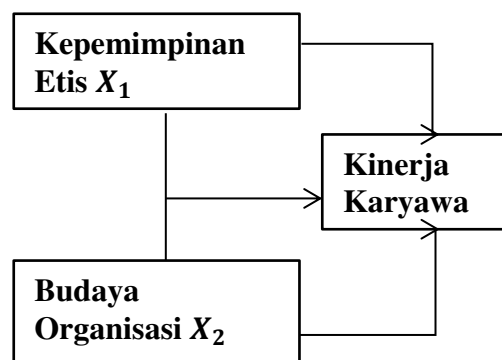 Kepemimpinan
Etis X₁
Kinerja
Karyawa
Budaya
Organisasi X₂